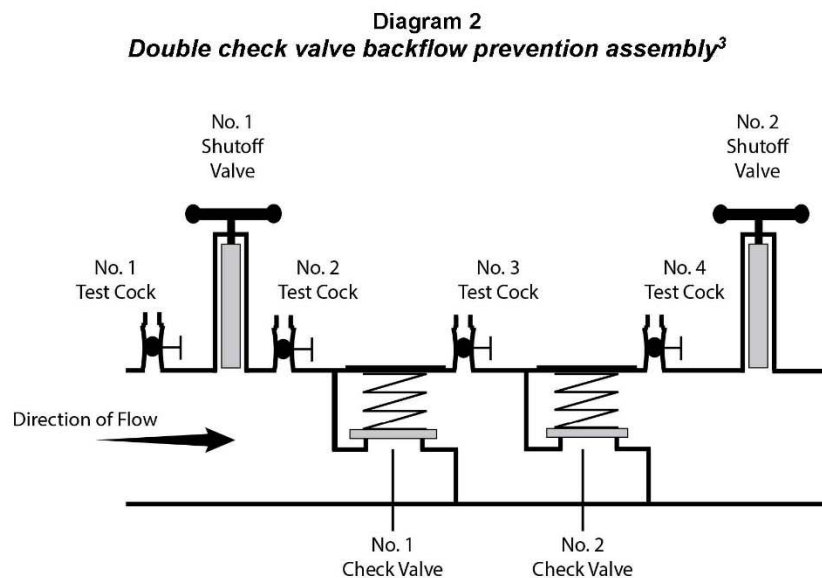 Diagram 2
Double check valve backflow prevention assembly³
No. 1
Shutoff
Valve
No. 2
Shutoff
Valve
No. 1
Test Cock
No. 2
Test Cock
No. 3
Test Cock
No. 4
Test Cock
Direction of Flow
No. 1
Check Valve
No. 2
Check Valve